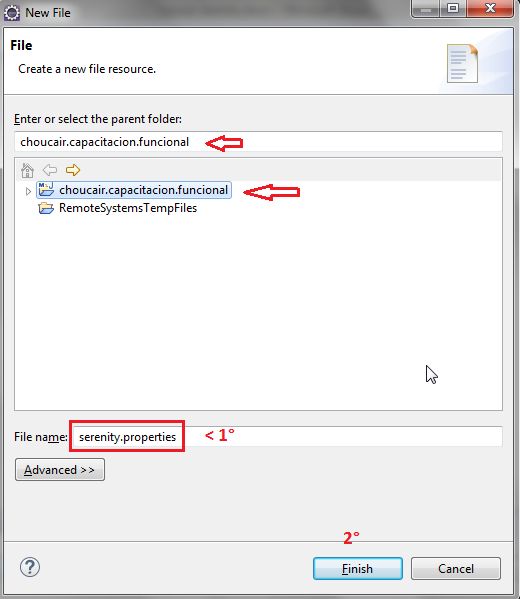 New File
File
Create a new file resource.
Enter or select the parent folder:
choucair.capacitacion.funcional
choucair.capacitacion.funcional
RemoteSystemsTempFiles
File name: serenity.properties < 1°
Advanced >>
2°
Finish Cancel